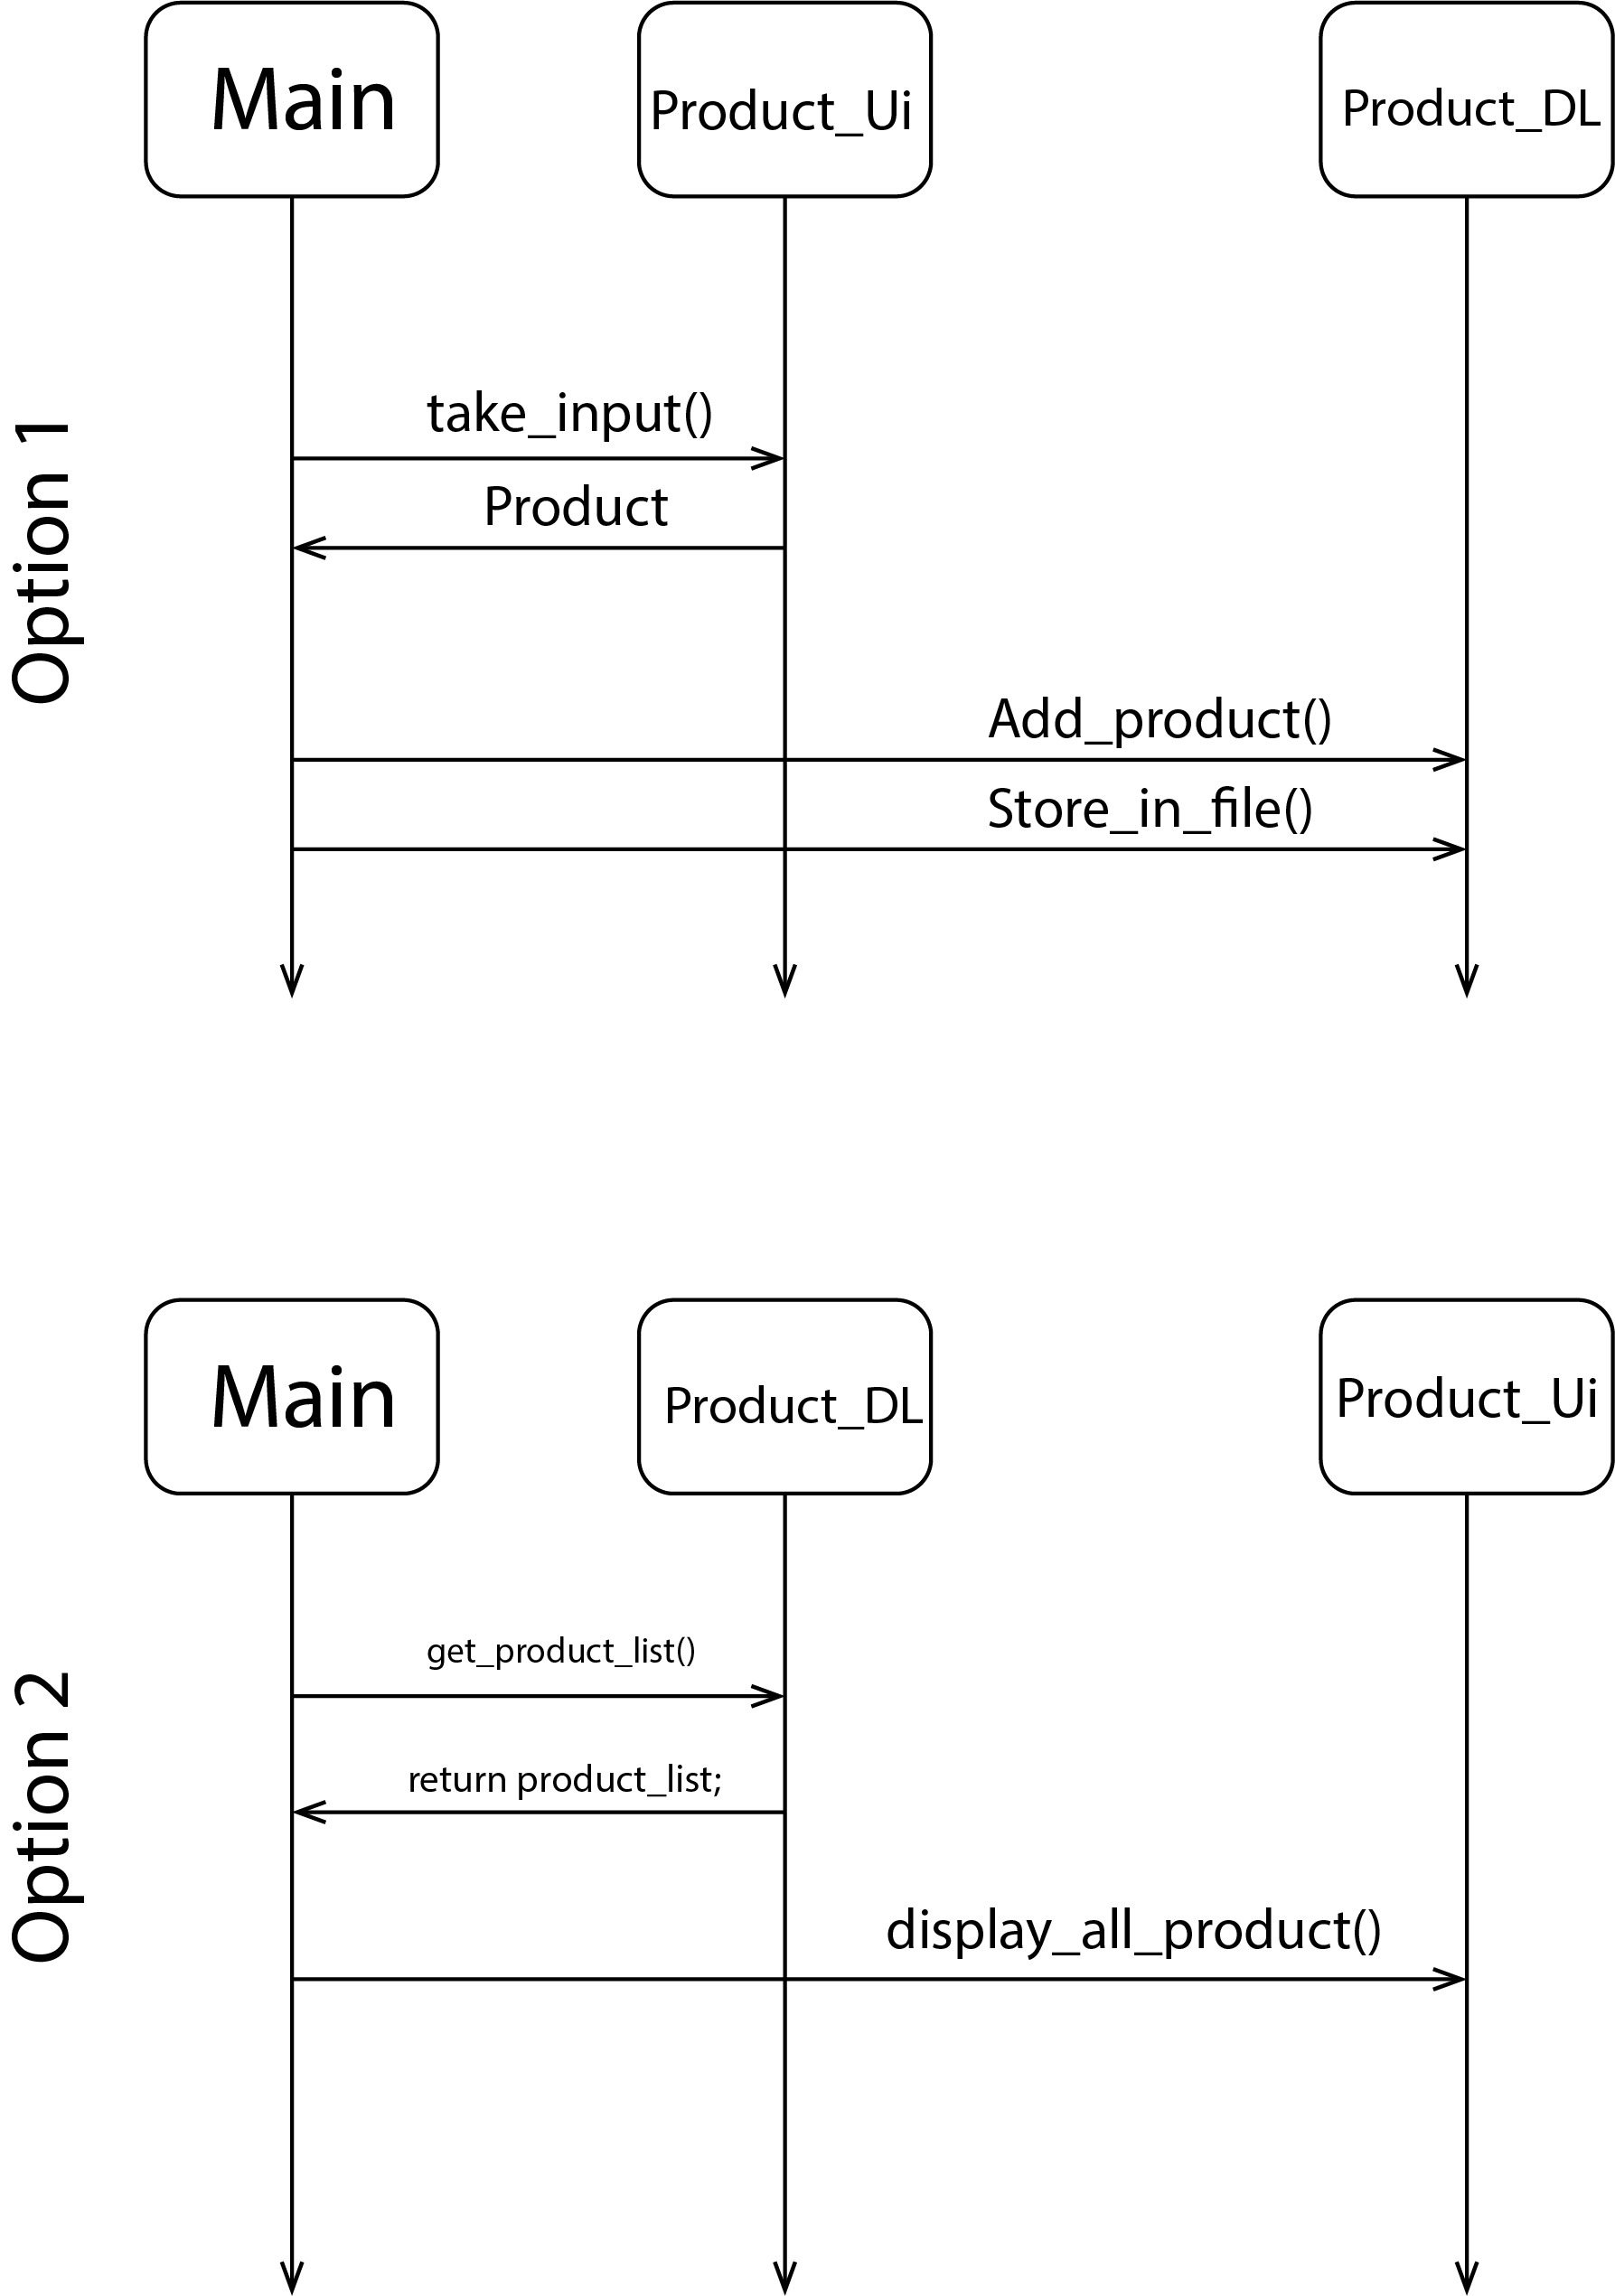 Main
Product_Ui
Product_DL
Option 1
take_input()
Product
Add_product()
Store_in_file()
Main
Product_DL
Product_Ui
Option 2
get_product_list()
return product_list;
display_all_product()